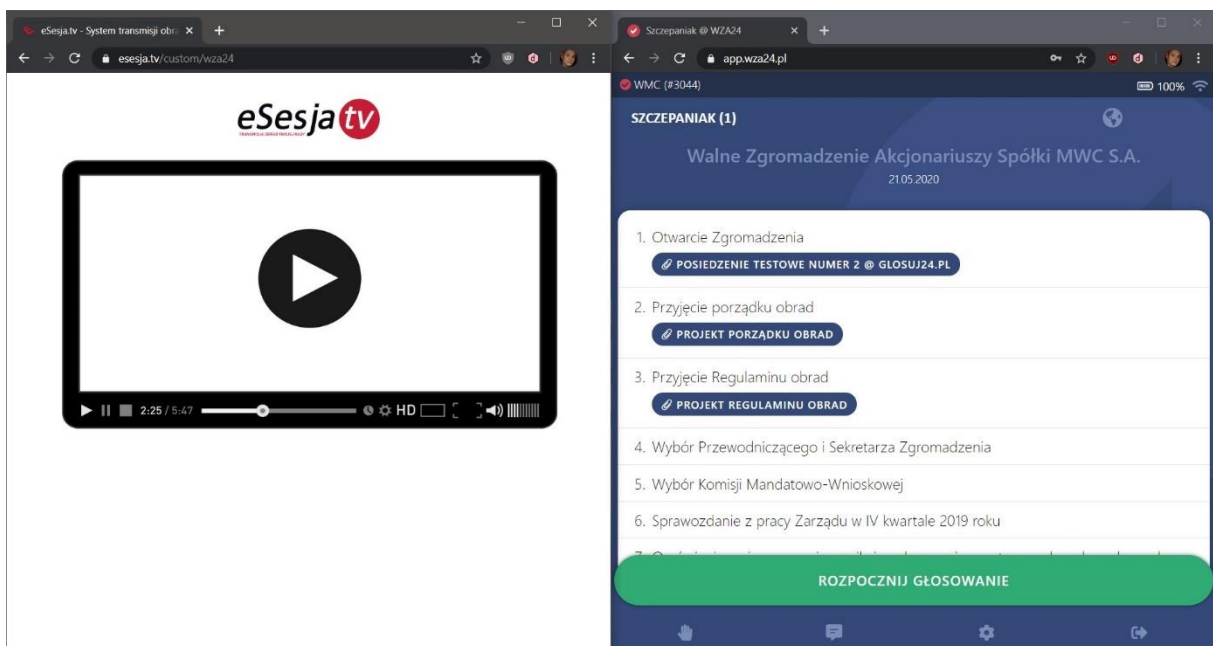 eSesja.tv - System transmisji obr
esesja.tv/custom/wza24
eSesja tv
2:25 / 5:47
HD
Szczepaniak @ WZA24
app.wza24.pl
WMC (#3044)
100%
SZCZEPANIAK (1)
Walne Zgromadzenie Akcjonariuszy Spółki MWC S.A.
21.05.2020
1. Otwarcie Zgromadzenia
POSIEDZENIE TESTOWE NUMER 2 @ GLOSUJ24.PL
2. Przyjęcie porządku obrad
PROJEKT PORZĄDKU OBRAD
3. Przyjęcie Regulaminu obrad
PROJEKT REGULAMINU OBRAD
4. Wybór Przewodniczącego i Sekretarza Zgromadzenia
5. Wybór Komisji Mandatowo-Wnioskowej
6. Sprawozdanie z pracy Zarządu w IV kwartale 2019 roku
ROZPOCZNIJ GŁOSOWANIE